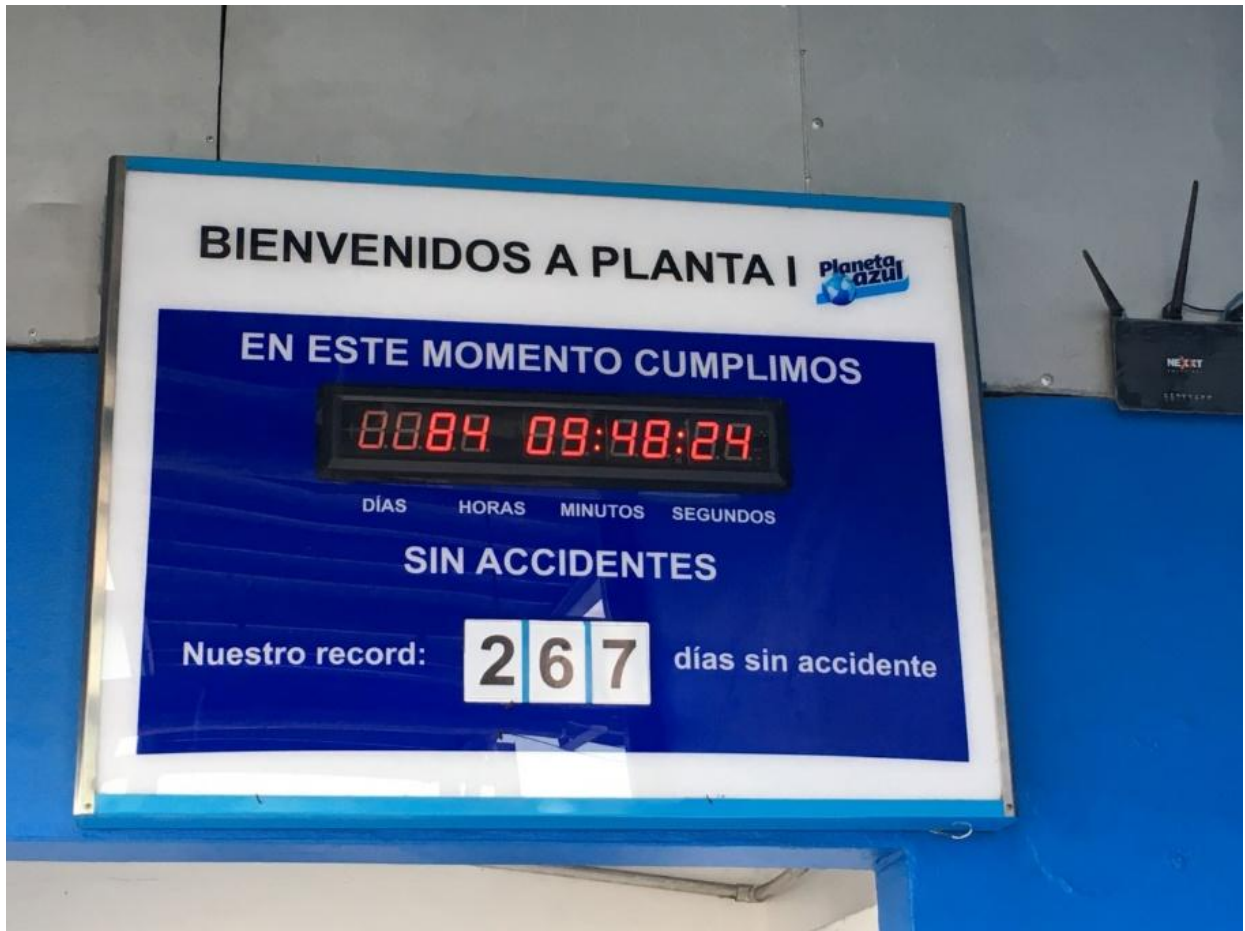 BIENVENIDOS A PLANTA I Planeta azul
EN ESTE MOMENTO CUMPLIMOS
84 09:48:24
DÍAS HORAS MINUTOS SEGUNDOS
SIN ACCIDENTES
Nuestro record: 267 días sin accidente
NEXXT